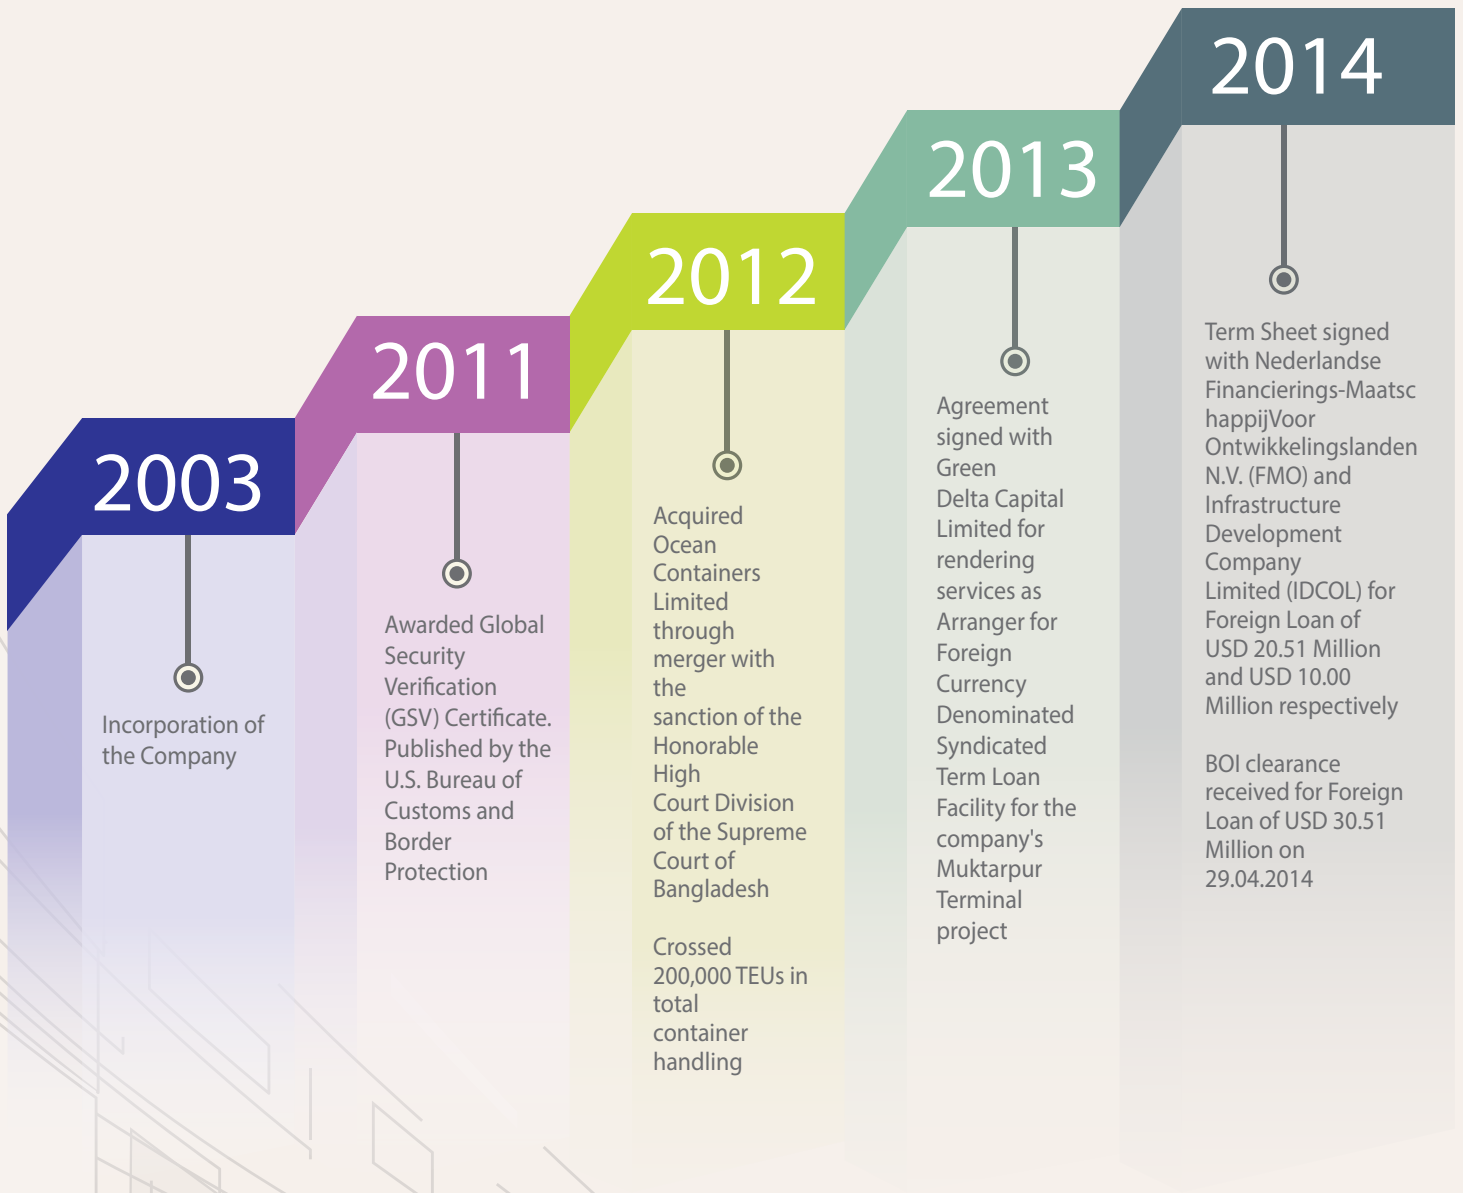 2003
Incorporation of
the Company
2011
Awarded Global
Security
Verification
(GSV) Certificate.
Published by the
U.S. Bureau of
Customs and
Border
Protection
2012
Acquired
Ocean
Containers
Limited
through
merger with
the
sanction of the
Honorable
High
Court Division
of the Supreme
Court of
Bangladesh
Crossed
200,000 TEUs in
total
container
handling
2013
Agreement
signed with
Green
Delta Capital
Limited for
rendering
services as
Arranger for
Foreign
Currency
Denominated
Syndicated
Term Loan
Facility for the
company's
Muktarpur
Terminal
project
2014
Term Sheet signed
with Nederlandse
Financierings-Maatsc
happijVoor
Ontwikkelingslanden
N.V. (FMO) and
Infrastructure
Development
Company
Limited (IDCOL) for
Foreign Loan of
USD 20.51 Million
and USD 10.00
Million respectively
BOI clearance
received for Foreign
Loan of USD 30.51
Million on
29.04.2014